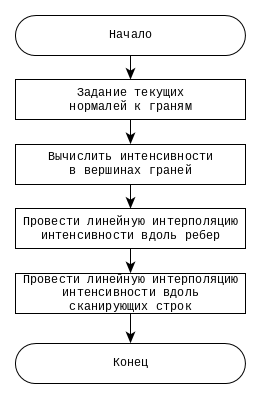 Начало
Задание текущих
нормалей к граням
Вычислить интенсивности
в вершинах граней
Провести линейную интерполяцию
интенсивности вдоль ребер
Провести линейную интерполяцию
интенсивности вдоль
сканирующих строк
Конец